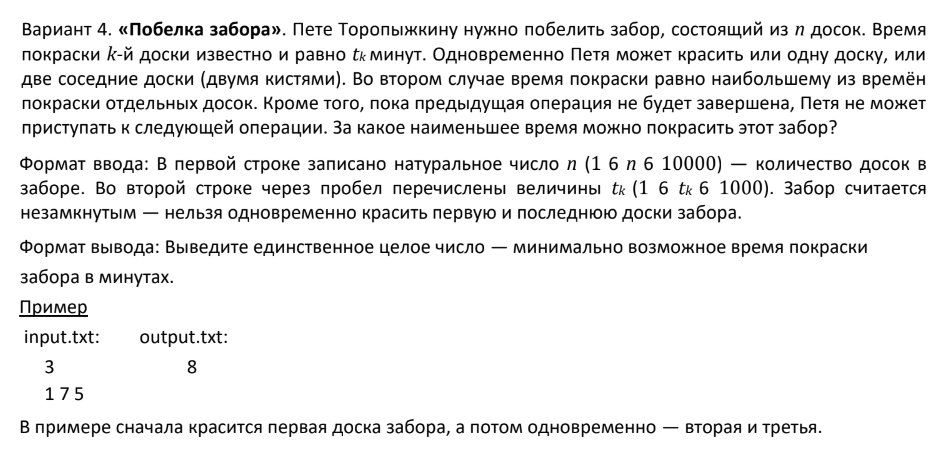 Вариант 4. «Побелка забора». Пете Торопыжкину нужно побелить забор, состоящий из n досок. Время
покраски k-й доски известно и равно tk минут. Одновременно Петя может красить или одну доску, или
две соседние доски (двумя кистями). Во втором случае время покраски равно наибольшему из времён
покраски отдельных досок. Кроме того, пока предыдущая операция не будет завершена, Петя не может
приступать к следующей операции. За какое наименьшее время можно покрасить этот забор?
Формат ввода: В первой строке записано натуральное число n (1 6 n 6 10000) — количество досок в
заборе. Во второй строке через пробел перечислены величины tk (1 6 tk 6 1000). Забор считается
незамкнутым — нельзя одновременно красить первую и последнюю доски забора.
Формат вывода: Выведите единственное целое число — минимально возможное время покраски
забора в минутах.
Пример
input.txt: output.txt:
3 8
1 7 5
В примере сначала красится первая доска забора, а потом одновременно — вторая и третья.